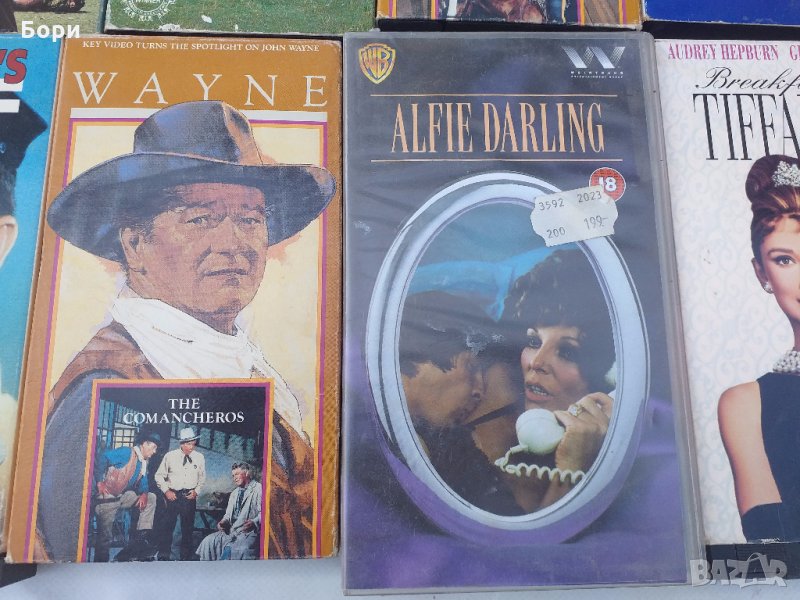 Бори
KEY VIDEO TURNS THE SPOTLIGHT ON JOHN WAYNE
WAYNE
THE
COMANCHEROS
WB
ALFIE DARLING
18
3592 2023
200 199-
AUDREY HEPBURN
TIFFA
BAZAR